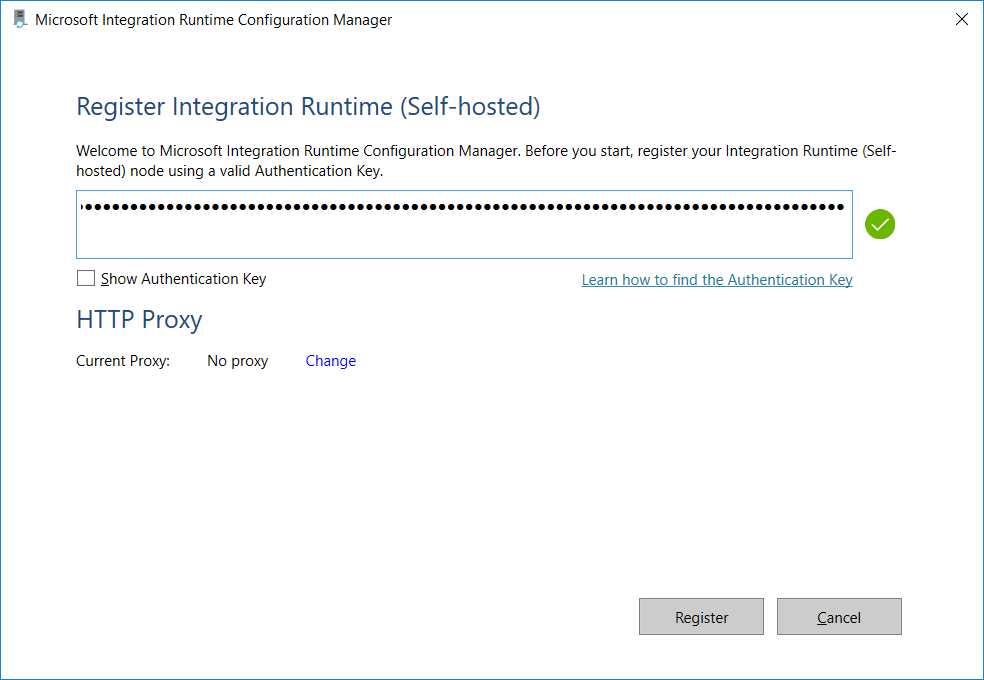 Microsoft Integration Runtime Configuration Manager
Register Integration Runtime (Self-hosted)
Welcome to Microsoft Integration Runtime Configuration Manager. Before you start, register your Integration Runtime (Self-
hosted) node using a valid Authentication Key.
Show Authentication Key
Learn how to find the Authentication Key
HTTP Proxy
Current Proxy: No proxy Change
Register Cancel